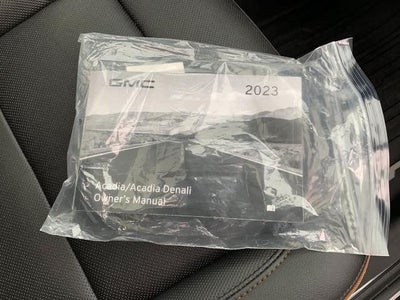 GMC
2023
Acadia/Acadia Denali
Owner's Manual